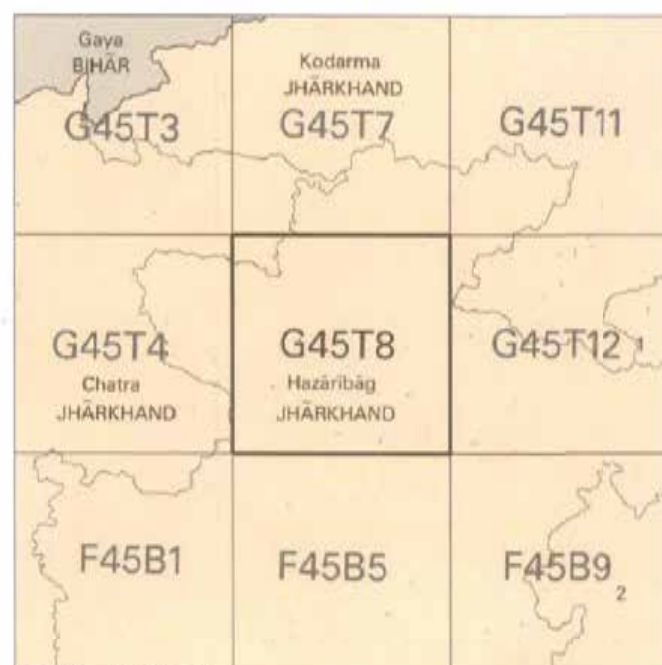 Gaya
BIHĀR
G45T3
Kodarma
JHĀRKHAND
G45T7
G45T11
G45T4
Chatra
JHĀRKHAND
G45T8
Hazārībāg
JHĀRKHAND
G45T12 1
F45B1
F45B5
F45B9 2